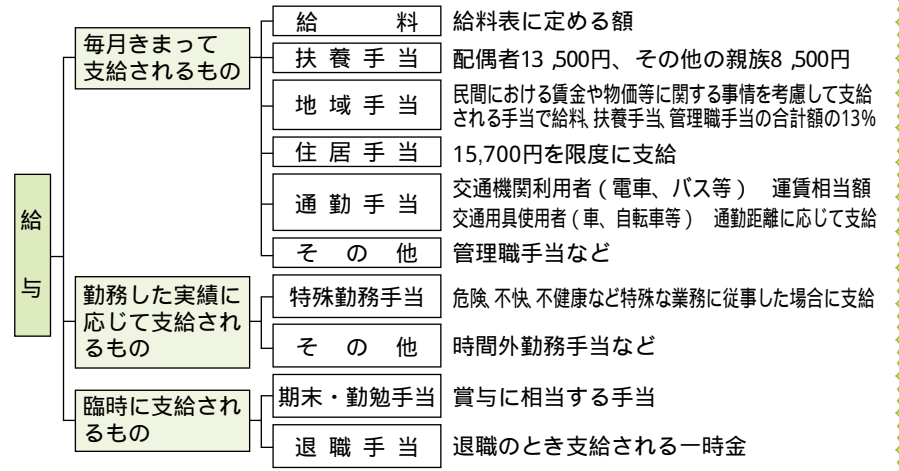 給与
毎月きまって
支給されるもの
給料
給料表に定める額
扶養手当
配偶者13,500円、その他の親族8,500円
地域手当
民間における賃金や物価等に関する事情を考慮して支給
される手当で給料、扶養手当、管理職手当の合計額の13%
住居手当
15,700円を限度に支給
通勤手当
交通機関利用者(電車、バス等) 運賃相当額
交通用具使用者(車、自転車等) 通勤距離に応じて支給
その他
管理職手当など
勤務した実績に
応じて支給され
るもの
特殊勤務手当
危険、不快、不健康など特殊な業務に従事した場合に支給
その他
時間外勤務手当など
臨時に支給され
るもの
期末・勤勉手当
賞与に相当する手当
退職手当
退職のとき支給される一時金